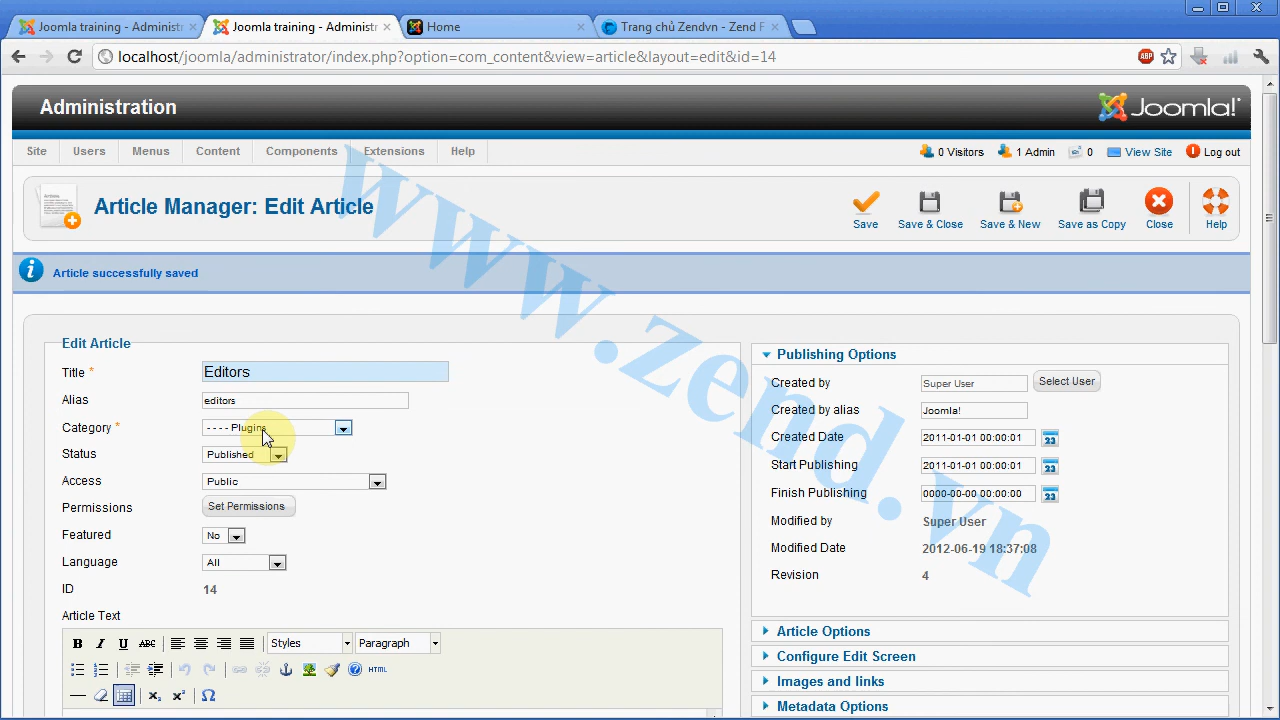 Joomla training - Administr
Joomla training - Administr
Home
Trang chủ Zendvn - Zend F
localhost/joomla/administrator/index.php?option=com_content&view=article&layout=edit&id=14
ABP
Administration
Joomla!
Site Users Menus Content Components Extensions Help
0 Visitors 1 Admin 0 View Site Log out
Article Manager: Edit Article
Save Save & Close Save & New Save as Copy Close Help
Article successfully saved
www.zend.vn
Edit Article
Title * Editors
Alias editors
Category * - - - - Plugins
Status Published
Access Public
Permissions Set Permissions
Featured No
Language All
ID 14
Article Text
B I U ABC Styles Paragraph
HTML
Publishing Options
Created by Super User Select User
Created by alias Joomla!
Created Date 2011-01-01 00:00:01 23
Start Publishing 2011-01-01 00:00:01 23
Finish Publishing 0000-00-00 00:00:00 23
Modified by Super User
Modified Date 2012-06-19 18:37:08
Revision 4
Article Options
Configure Edit Screen
Images and links
Metadata Options